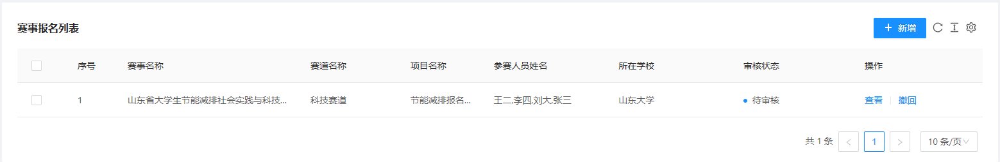 赛事报名列表
+ 新增
序号 赛事名称 赛道名称 项目名称 参赛人员姓名 所在学校 审核状态 操作
1 山东省大学生节能减排社会实践与科技... 科技赛道 节能减排报名... 王二,李四,刘大,张三 山东大学 待审核 查看 撤回
共 1 条 < 1 > 10 条/页